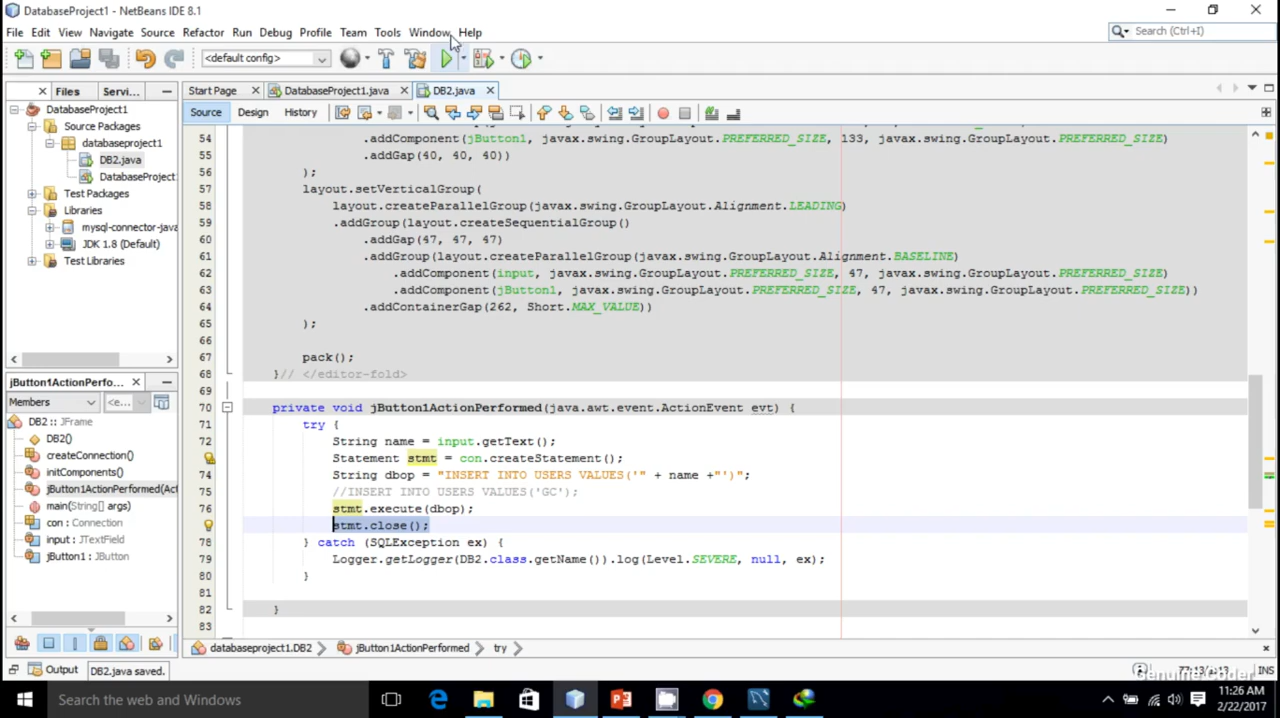 DatabaseProject1 - NetBeans IDE 8.1
File Edit View Navigate Source Refactor Run Debug Profile Team Tools Window Help
Search (Ctrl+I)
<default config>
Files Servi...
Start Page DatabaseProject1.java DB2.java
Source Design History
DatabaseProject1
Source Packages
databaseproject1
DB2.java
DatabaseProject
Test Packages
Libraries
mysql-connector-java
JDK 1.8 (Default)
Test Libraries
54 .addComponent(jButton1, javax.swing.GroupLayout.PREFERRED_SIZE, 133, javax.swing.GroupLayout.PREFERRED_SIZE)
55 .addGap(40, 40, 40))
56 );
57 layout.setVerticalGroup(
58 layout.createParallelGroup(javax.swing.GroupLayout.Alignment.LEADING)
59 .addGroup(layout.createSequentialGroup()
60 .addGap(47, 47, 47)
61 .addGroup(layout.createParallelGroup(javax.swing.GroupLayout.Alignment.BASELINE)
62 .addComponent(input, javax.swing.GroupLayout.PREFERRED_SIZE, 47, javax.swing.GroupLayout.PREFERRED_SIZE)
63 .addComponent(jButton1, javax.swing.GroupLayout.PREFERRED_SIZE, 47, javax.swing.GroupLayout.PREFERRED_SIZE))
64 .addContainerGap(262, Short.MAX_VALUE))
65 );
66
67 pack();
68 }// </editor-fold>
69
70 private void jButton1ActionPerformed(java.awt.event.ActionEvent evt) {
71 try {
72 String name = input.getText();
Statement stmt = con.createStatement();
74 String dbop = "INSERT INTO USERS VALUES('" + name +"')";
75 //INSERT INTO USERS VALUES('GC');
76 stmt.execute(dbop);
stmt.close();
78 } catch (SQLException ex) {
79 Logger.getLogger(DB2.class.getName()).log(Level.SEVERE, null, ex);
80 }
81
82 }
83
jButton1ActionPerfo...
Members <e...
DB2 :: JFrame
DB2()
createConnection()
initComponents()
jButton1ActionPerformed(Act
main(String[] args)
con : Connection
input : JTextField
jButton1 : JButton
databaseproject1.DB2 jButton1ActionPerformed try
Output DB2.java saved.
77:13/13 INS
Genuine Coder
Search the web and Windows
11:26 AM
2/22/2017